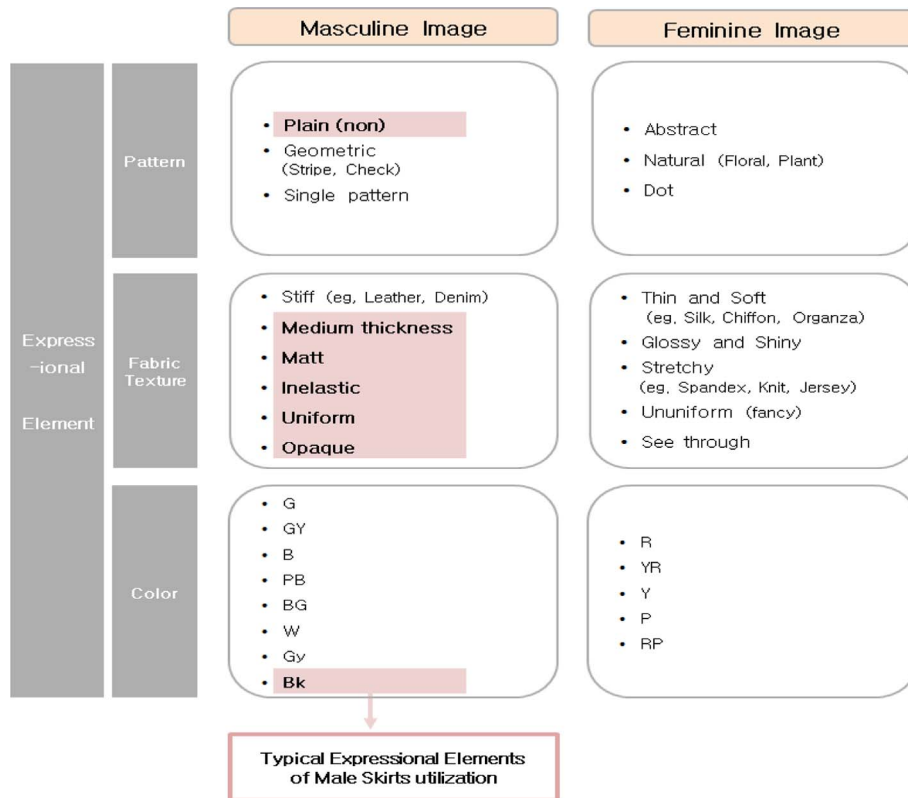 Masculine Image
Feminine Image
Express
-ional
Element
Pattern
• Plain (non)
• Geometric
(Stripe, Check)
• Single pattern
• Abstract
• Natural (Floral, Plant)
• Dot
Fabric
Texture
• Stiff (eg, Leather, Denim)
• Medium thickness
• Matt
• Inelastic
• Uniform
• Opaque
• Thin and Soft
(eg, Silk, Chiffon, Organza)
• Glossy and Shiny
• Stretchy
(eg, Spandex, Knit, Jersey)
• Ununiform (fancy)
• See through
Color
• G
• GY
• B
• PB
• BG
• W
• Gy
• Bk
• R
• YR
• Y
• P
• RP
Typical Expressional Elements
of Male Skirts utilization